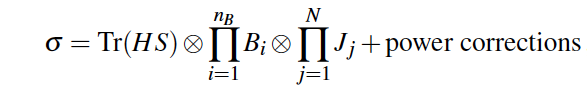 σ = Tr(HS) ⊗ ∏_{i=1}^{n_B} B_i ⊗ ∏_{j=1}^{N} J_j + power corrections